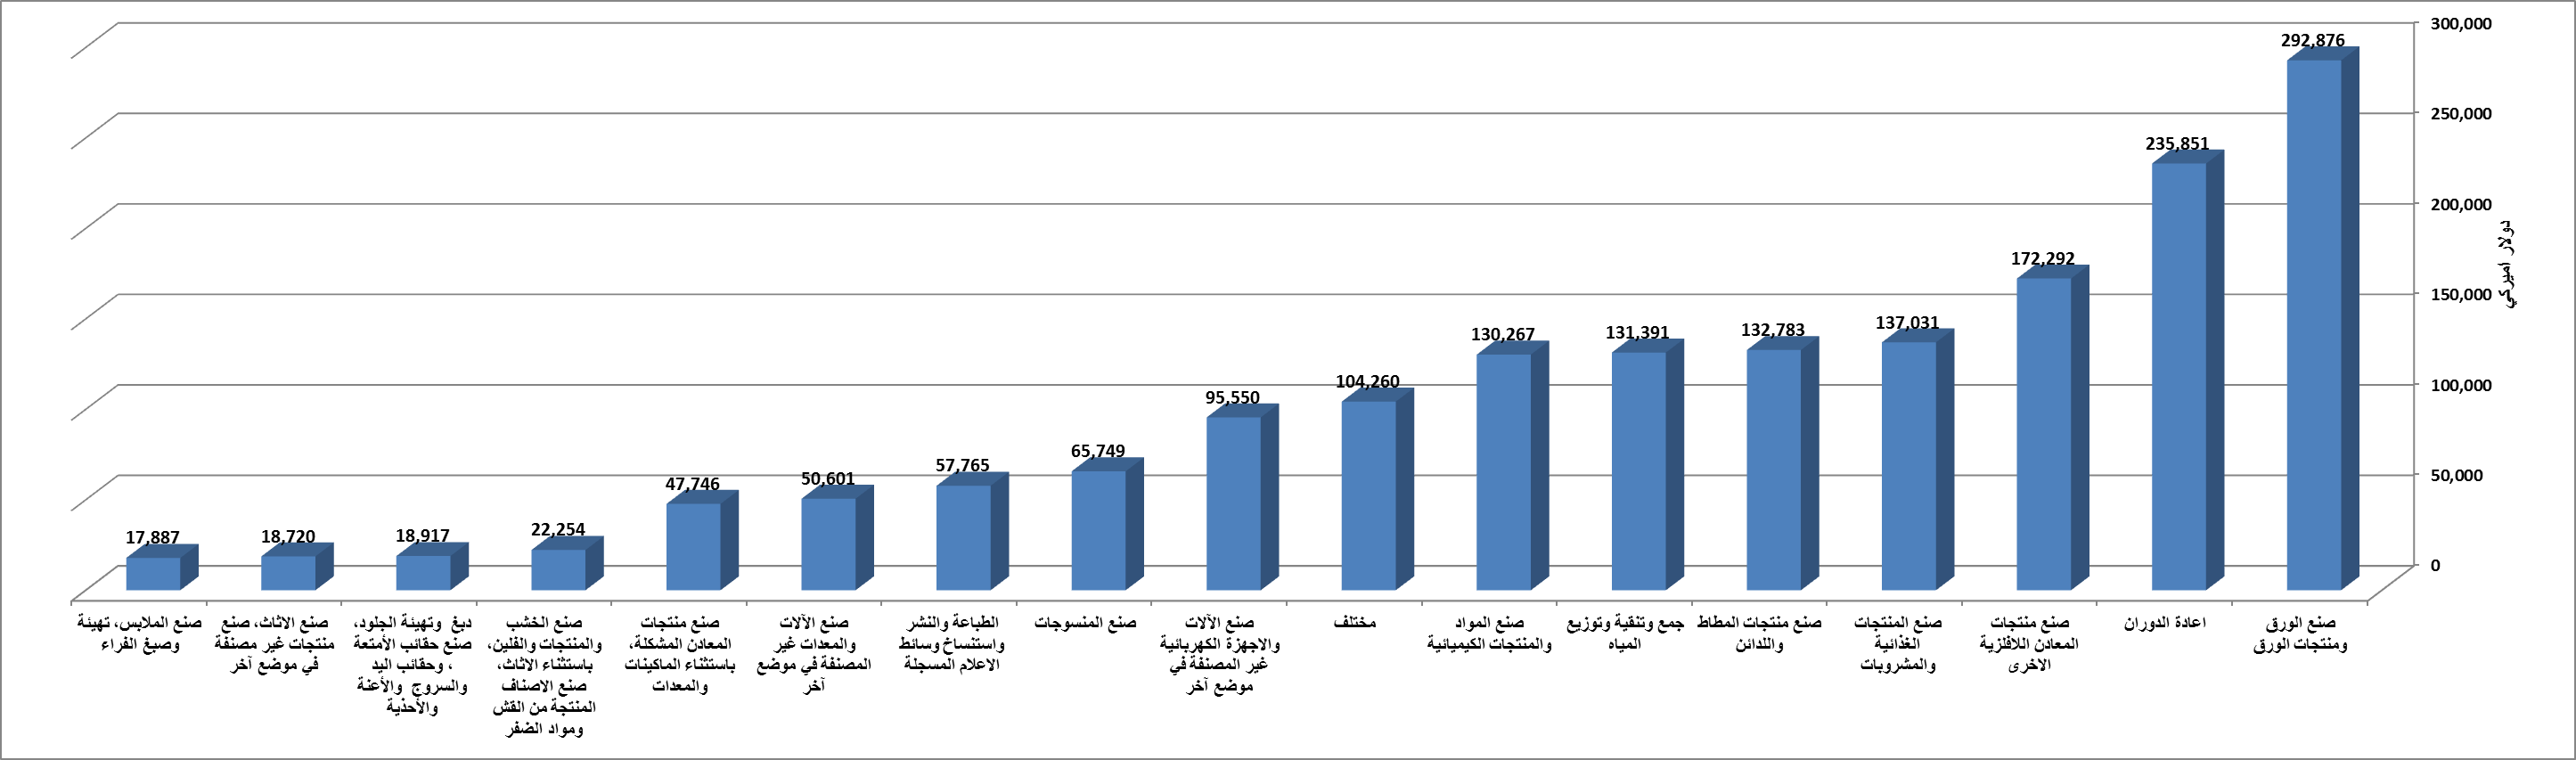 300,000
250,000
200,000
150,000
100,000
50,000
0
دولار اميركي
292,876
235,851
172,292
137,031
132,783
131,391
130,267
104,260
95,550
65,749
57,765
50,601
47,746
22,254
18,917
18,720
17,887
صنع الورق
ومنتجات الورق
اعادة الدوران
صنع منتجات
المعادن اللافلزية
الاخرى
صنع المنتجات
الغذائية
والمشروبات
صنع منتجات المطاط
واللدائن
جمع وتنقية وتوزيع
المياه
صنع المواد
والمنتجات الكيميائية
مختلف
صنع الآلات
والاجهزة الكهربائية
غير المصنفة في
موضع آخر
صنع المنسوجات
الطباعة والنشر
واستنساخ وسائط
الاعلام المسجلة
صنع الآلات
والمعدات غير
المصنفة في موضع
آخر
صنع منتجات
المعادن المشكلة،
باستثناء الماكينات
والمعدات
صنع الخشب
والمنتجات والفلين،
باستثناء الاثاث،
صنع الاصناف
المنتجة من القش
ومواد الضفر
دبغ وتهيئة الجلود،
صنع حقائب الأمتعة
، وحقائب اليد
والسروج والأعنة
والأحذية
صنع الاثاث، صنع
منتجات غير مصنفة
في موضع آخر
صنع الملابس، تهيئة
وصبغ الفراء